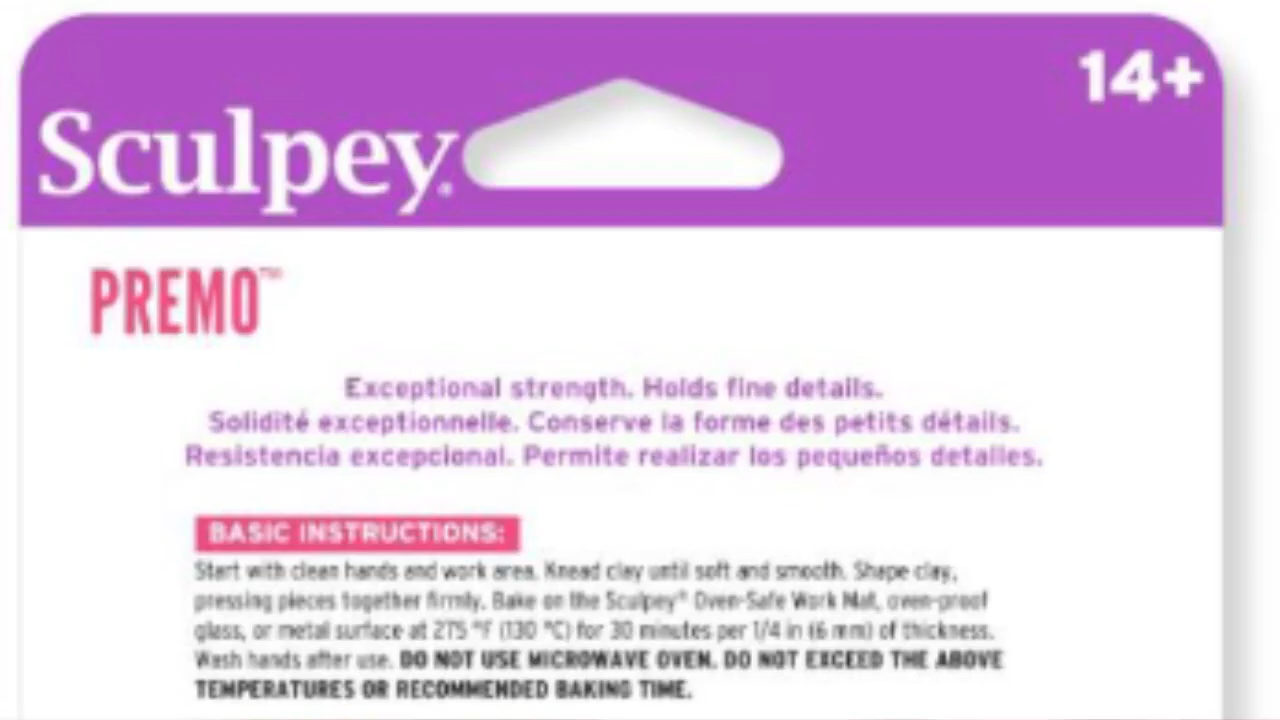 14+
Sculpey®
PREMO™
Exceptional strength. Holds fine details.
Solidité exceptionnelle. Conserve la forme des petits détails.
Resistencia excepcional. Permite realizar los pequeños detalles.
BASIC INSTRUCTIONS:
Start with clean hands and work area. Knead clay until soft and smooth. Shape clay,
pressing pieces together firmly. Bake on the Sculpey® Oven-Safe Work Mat, oven-proof
glass, or metal surface at 275 °F (130 °C) for 30 minutes per 1/4 in (6 mm) of thickness.
Wash hands after use. DO NOT USE MICROWAVE OVEN. DO NOT EXCEED THE ABOVE
TEMPERATURES OR RECOMMENDED BAKING TIME.